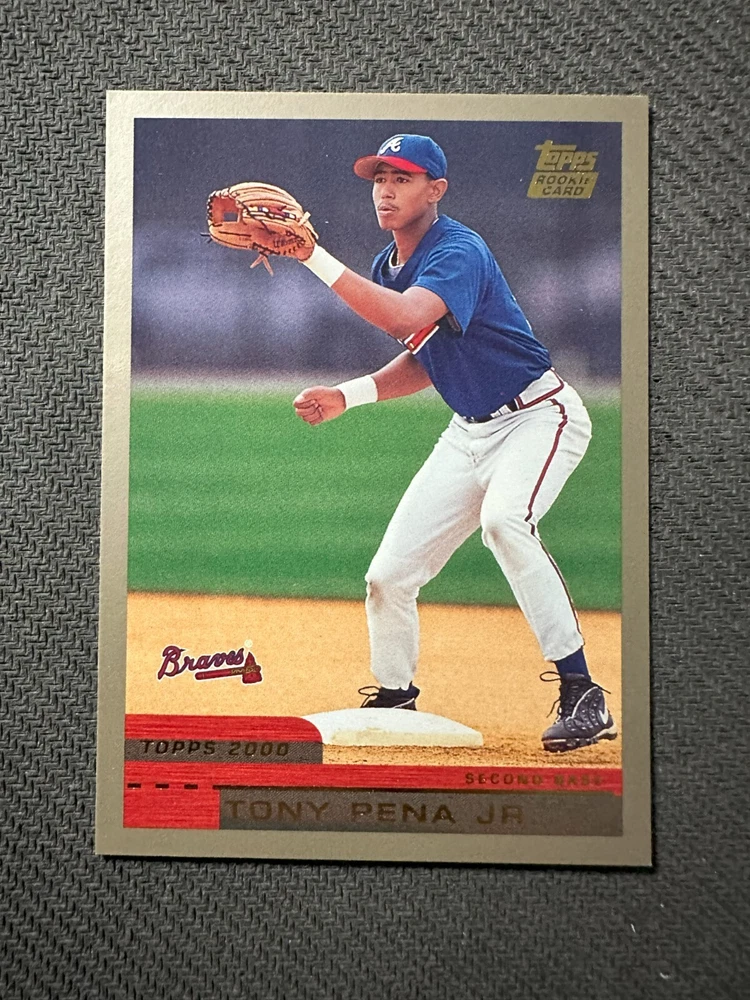 A
Topps
ROOKIE
CARD
Braves
TOPPS 2000
SECOND BASE
TONY PENA JR